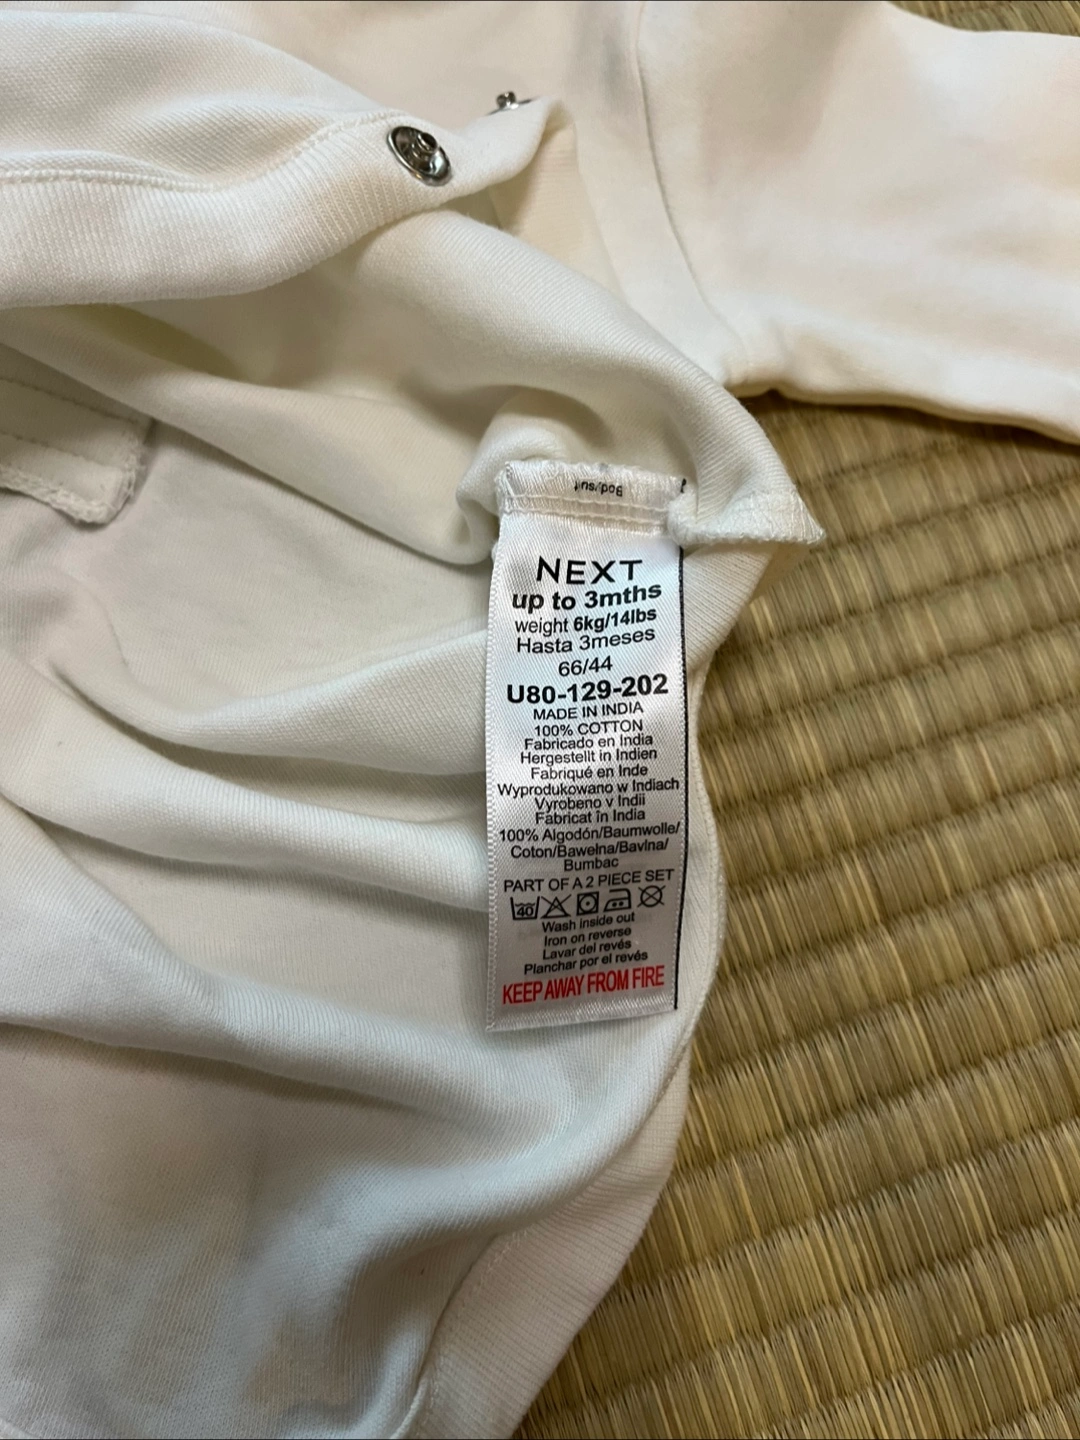 Bodysuit
NEXT
up to 3mths
weight 6kg/14lbs
Hasta 3meses
66/44
U80-129-202
MADE IN INDIA
100% COTTON
Fabricado en India
Hergestellt in Indien
Fabriqué en Inde
Wyprodukowano w Indiach
Vyrobeno v Indii
Fabricat în India
100% Algodón/Baumwolle/
Coton/Bawełna/Bavlna/
Bumbac
PART OF A 2 PIECE SET
40
Wash inside out
Iron on reverse
Lavar del revés
Planchar por el revés
KEEP AWAY FROM FIRE